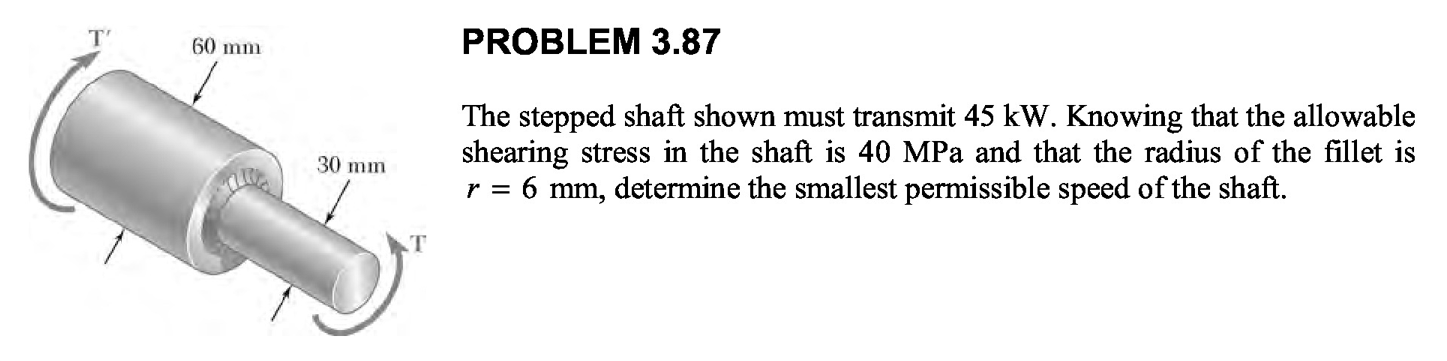 T′
60 mm
30 mm
T
PROBLEM 3.87
The stepped shaft shown must transmit 45 kW. Knowing that the allowable
shearing stress in the shaft is 40 MPa and that the radius of the fillet is
r = 6 mm, determine the smallest permissible speed of the shaft.